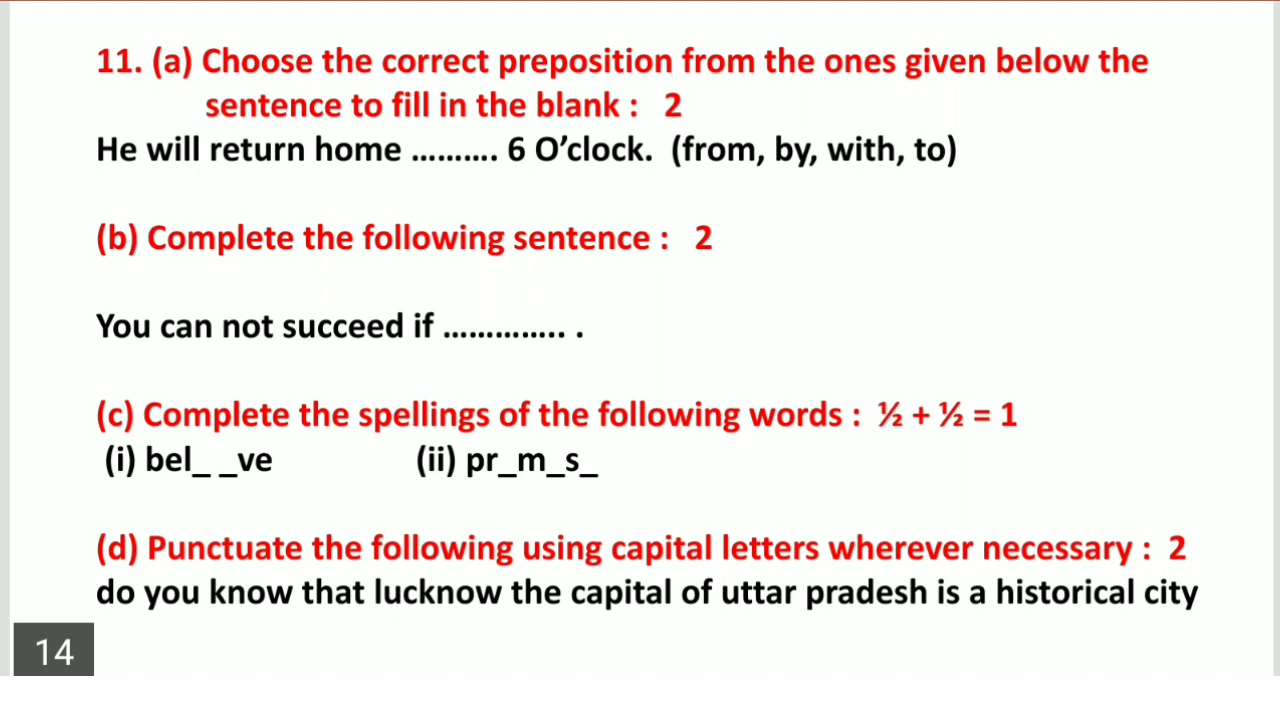 11. (a) Choose the correct preposition from the ones given below the
sentence to fill in the blank :   2
He will return home .......... 6 O’clock.  (from, by, with, to)
(b) Complete the following sentence :   2
You can not succeed if .............. .
(c) Complete the spellings of the following words :  ½ + ½ = 1
(i) bel_ _ve (ii) pr_m_s_
(d) Punctuate the following using capital letters wherever necessary :  2
do you know that lucknow the capital of uttar pradesh is a historical city
14